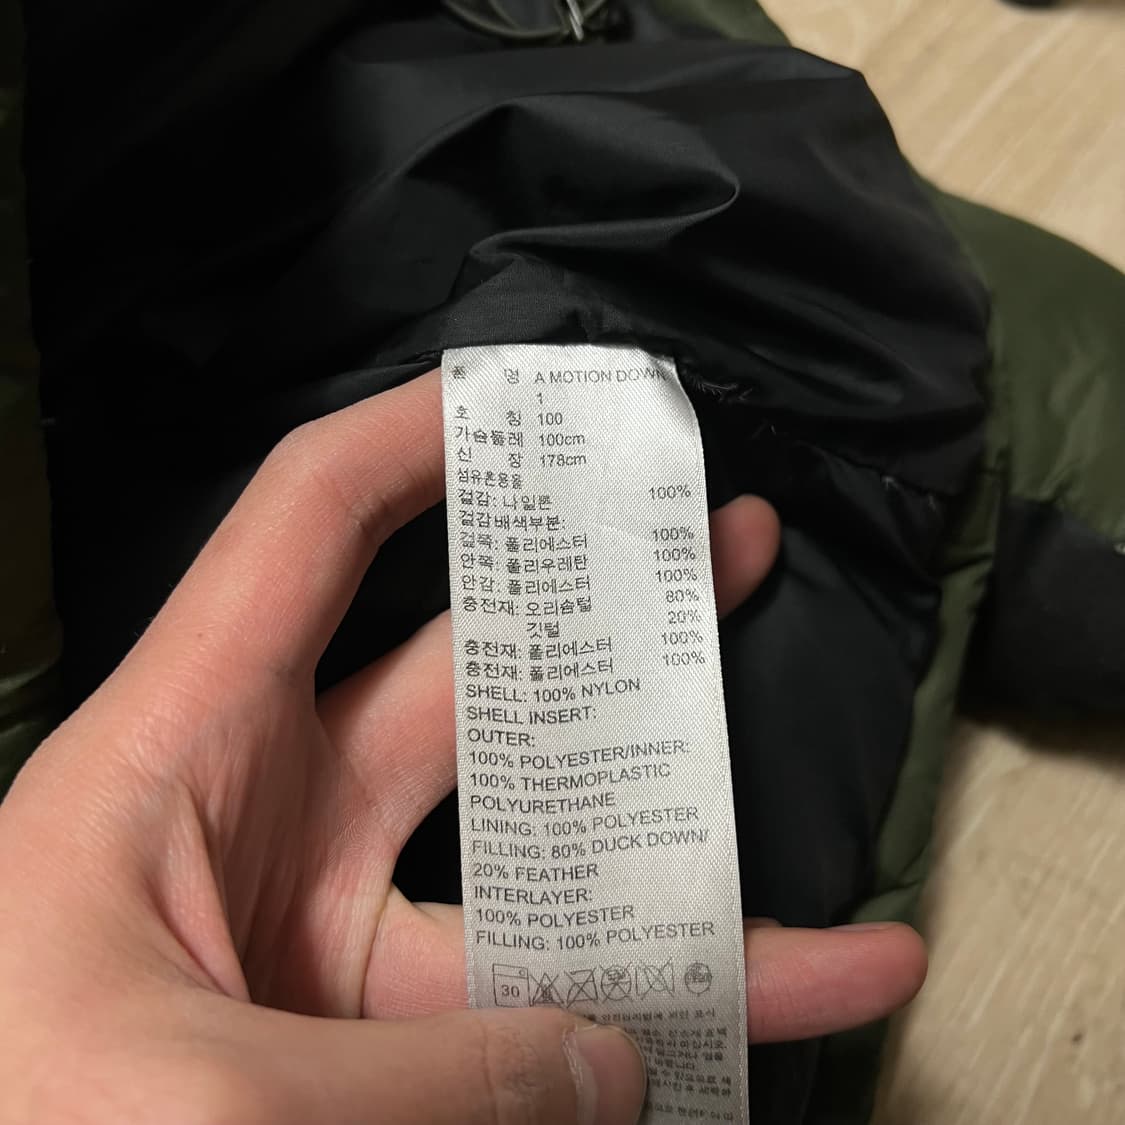 품 명 A MOTION DOWN
1
호 칭 100
가슴둘레 100cm
신 장 178cm
섬유혼용율
겉감: 나일론 100%
겉감배색부분:
겉쪽: 폴리에스터 100%
안쪽: 폴리우레탄 100%
안감: 폴리에스터 100%
충전재: 오리솜털 80%
깃털 20%
충전재: 폴리에스터 100%
충전재: 폴리에스터 100%
SHELL: 100% NYLON
SHELL INSERT:
OUTER:
100% POLYESTER/INNER:
100% THERMOPLASTIC
POLYURETHANE
LINING: 100% POLYESTER
FILLING: 80% DUCK DOWN/
20% FEATHER
INTERLAYER:
100% POLYESTER
FILLING: 100% POLYESTER
30